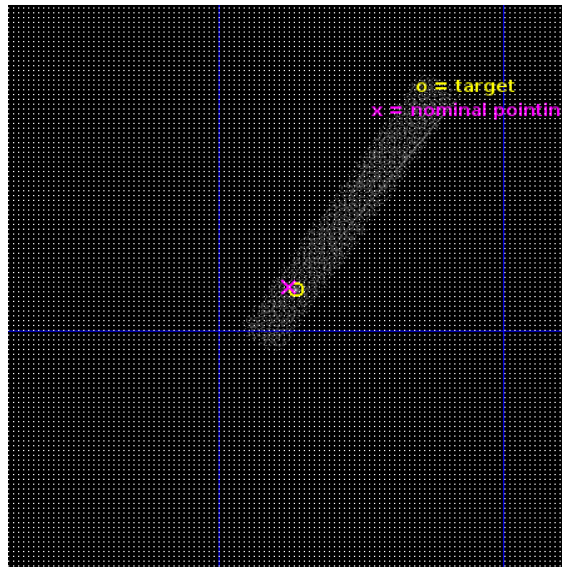 o = target
x = nominal pointin